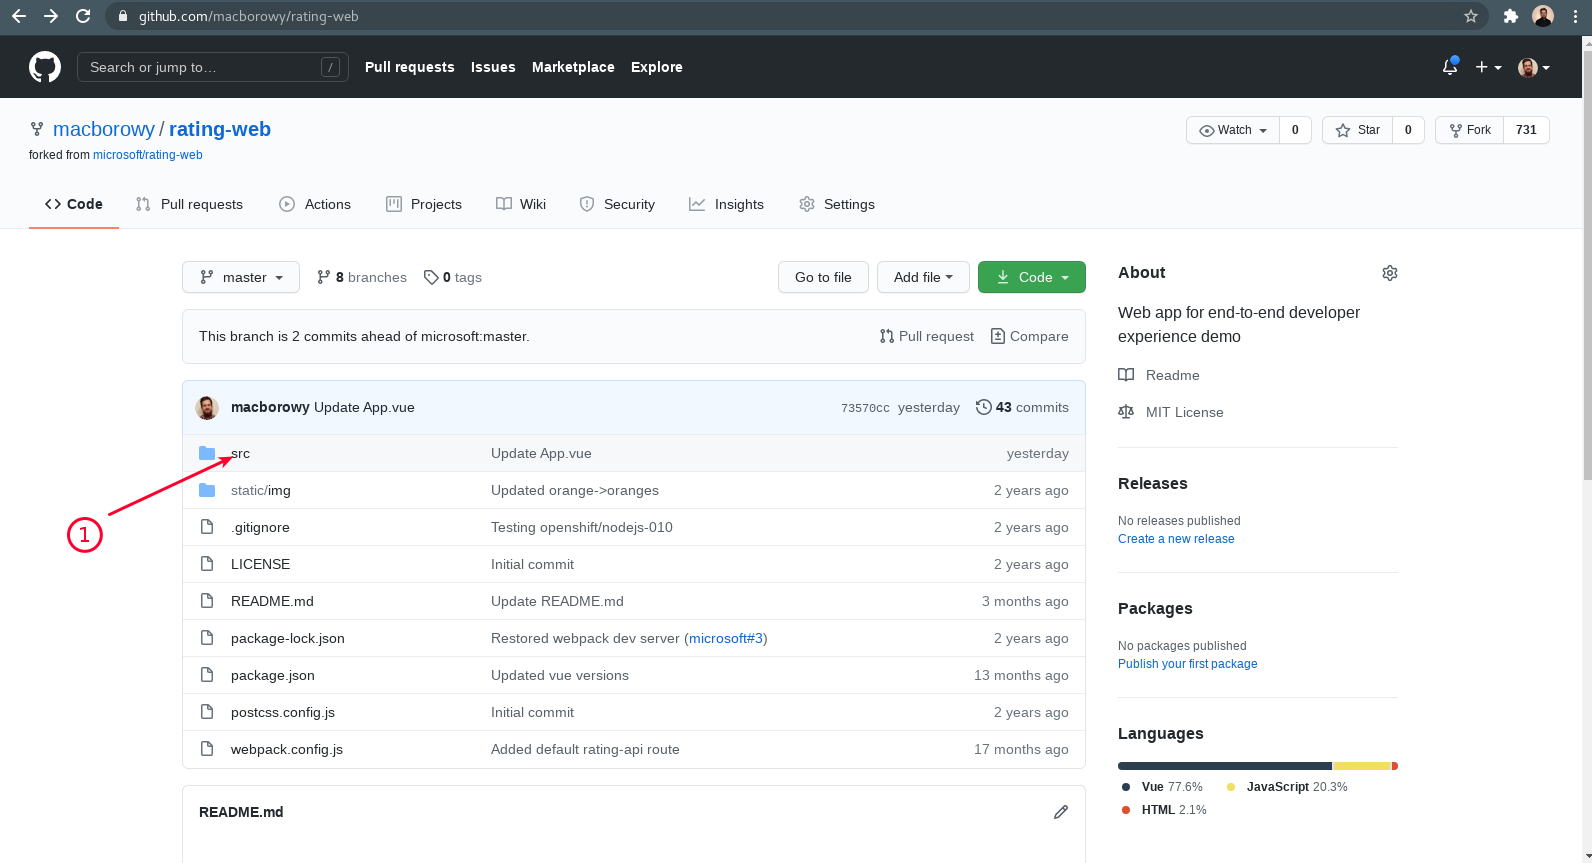 github.com/macborowy/rating-web
Search or jump to… /
Pull requests Issues Marketplace Explore
macborowy / rating-web
Watch 0 Star 0 Fork 731
forked from microsoft/rating-web
Code Pull requests Actions Projects Wiki Security Insights Settings
master 8 branches 0 tags Go to file Add file Code
This branch is 2 commits ahead of microsoft:master. Pull request Compare
macborowy Update App.vue 73570cc yesterday 43 commits
src Update App.vue yesterday
static/img Updated orange->oranges 2 years ago
1
.gitignore Testing openshift/nodejs-010 2 years ago
LICENSE Initial commit 2 years ago
README.md Update README.md 3 months ago
package-lock.json Restored webpack dev server (microsoft#3) 2 years ago
package.json Updated vue versions 13 months ago
postcss.config.js Initial commit 2 years ago
webpack.config.js Added default rating-api route 17 months ago
README.md
About
Web app for end-to-end developer
experience demo
Readme
MIT License
Releases
No releases published
Create a new release
Packages
No packages published
Publish your first package
Languages
Vue 77.6% JavaScript 20.3%
HTML 2.1%